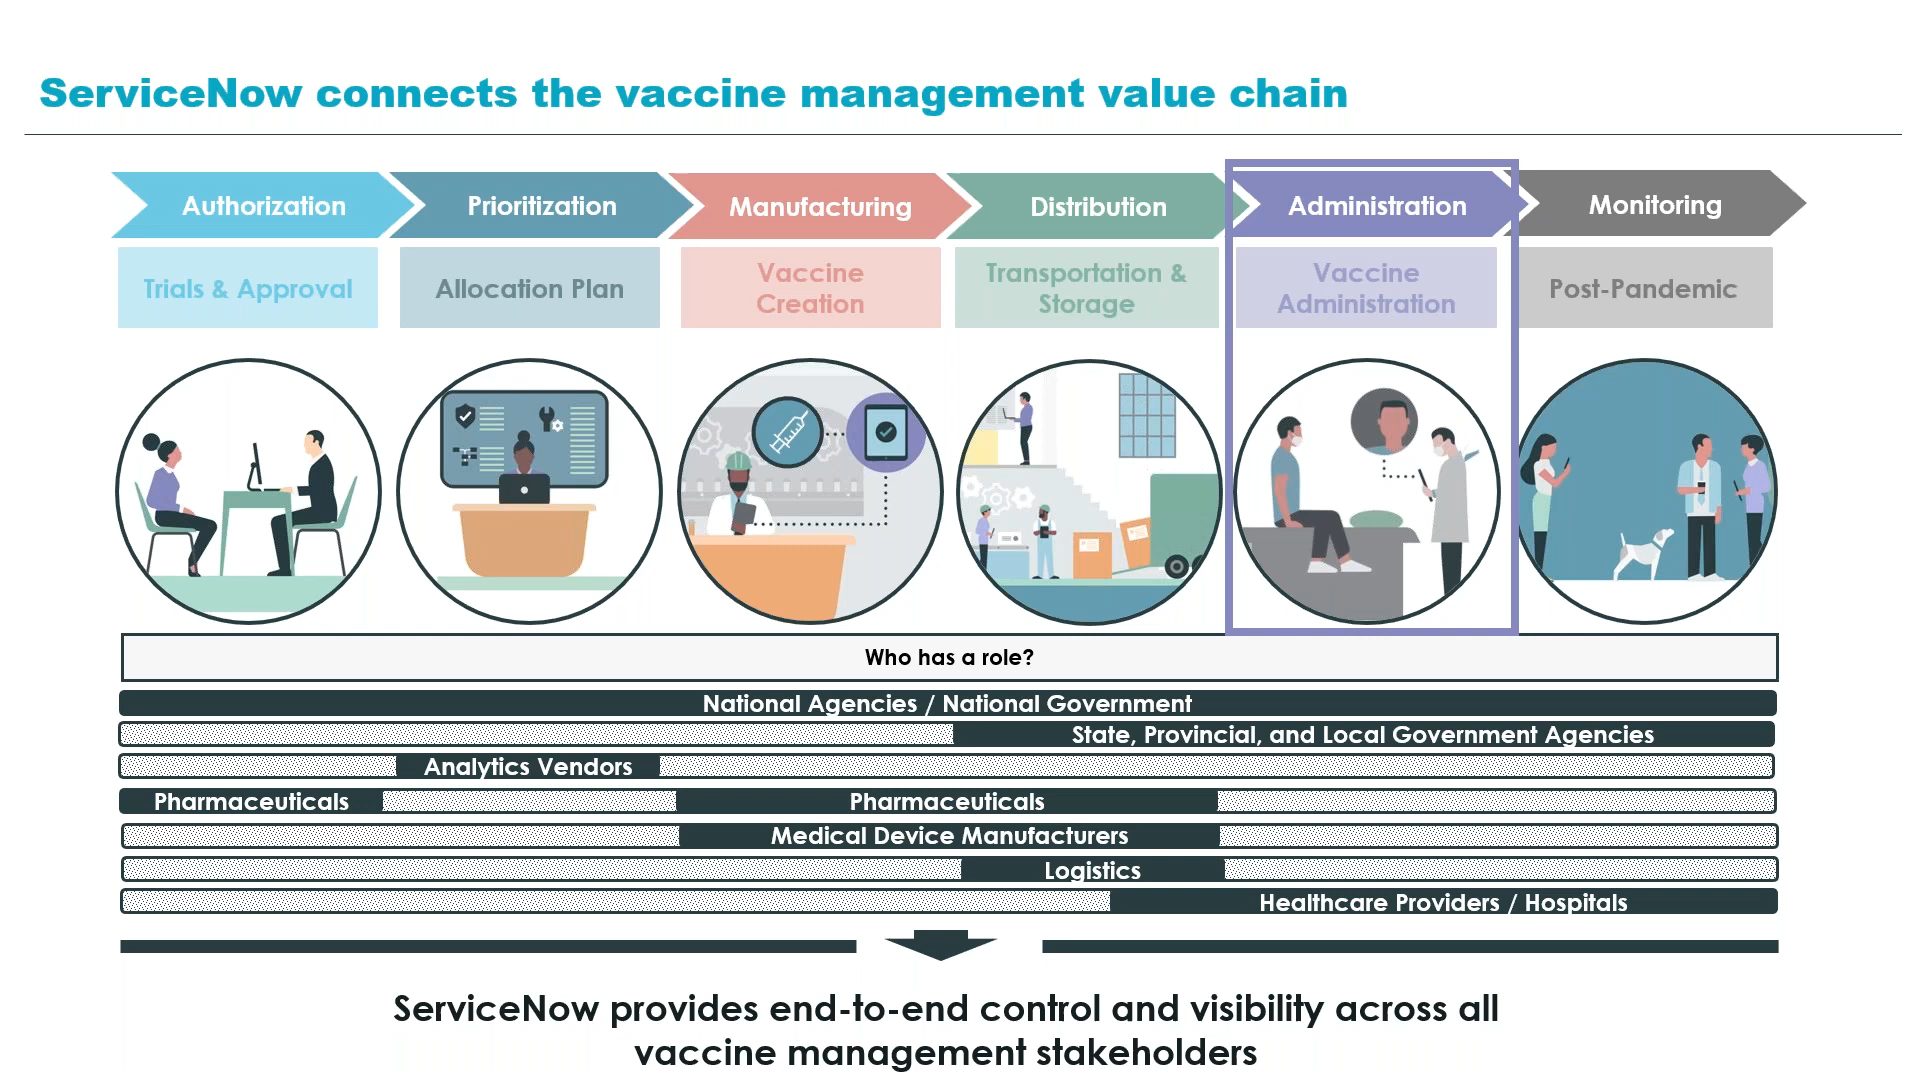 ServiceNow connects the vaccine management value chain
Authorization
Prioritization
Manufacturing
Distribution
Administration
Monitoring
Trials & Approval
Allocation Plan
Vaccine
Creation
Transportation &
Storage
Vaccine
Administration
Post-Pandemic
Who has a role?
National Agencies / National Government
State, Provincial, and Local Government Agencies
Analytics Vendors
Pharmaceuticals
Pharmaceuticals
Medical Device Manufacturers
Logistics
Healthcare Providers / Hospitals
ServiceNow provides end-to-end control and visibility across all
vaccine management stakeholders